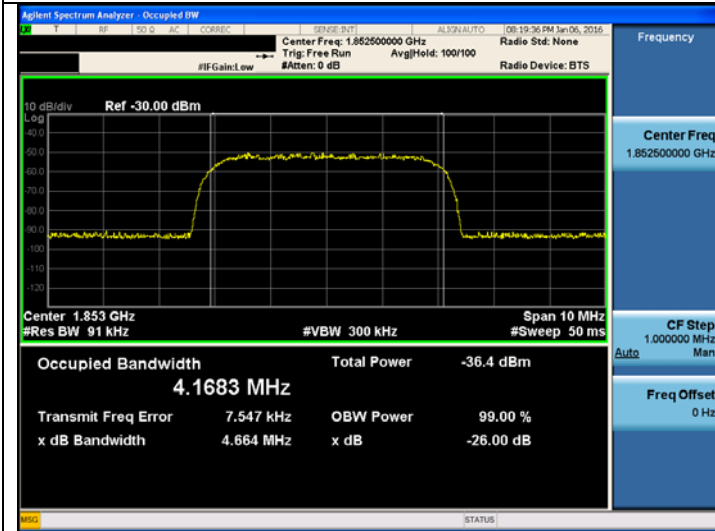 Agilent Spectrum Analyzer - Occupied BW
T RF 50 Ω AC CORREC SENSE:INT ALIGN AUTO 08:19:36 PM Jan 06, 2016
Center Freq: 1.852500000 GHz Radio Std: None
Trig: Free Run Avg|Hold: 100/100
#IFGain:Low #Atten: 0 dB Radio Device: BTS
Frequency
10 dB/div Ref -30.00 dBm
Log
-40.0
-50.0
-60.0
-70.0
-80.0
-90.0
-100
-110
-120
Center Freq
1.852500000 GHz
Center 1.853 GHz Span 10 MHz
#Res BW 91 kHz #VBW 300 kHz #Sweep 50 ms
CF Step
1.000000 MHz
Auto Man
Occupied Bandwidth Total Power -36.4 dBm
4.1683 MHz
Freq Offset
0 Hz
Transmit Freq Error 7.547 kHz OBW Power 99.00 %
x dB Bandwidth 4.664 MHz x dB -26.00 dB
MSG STATUS